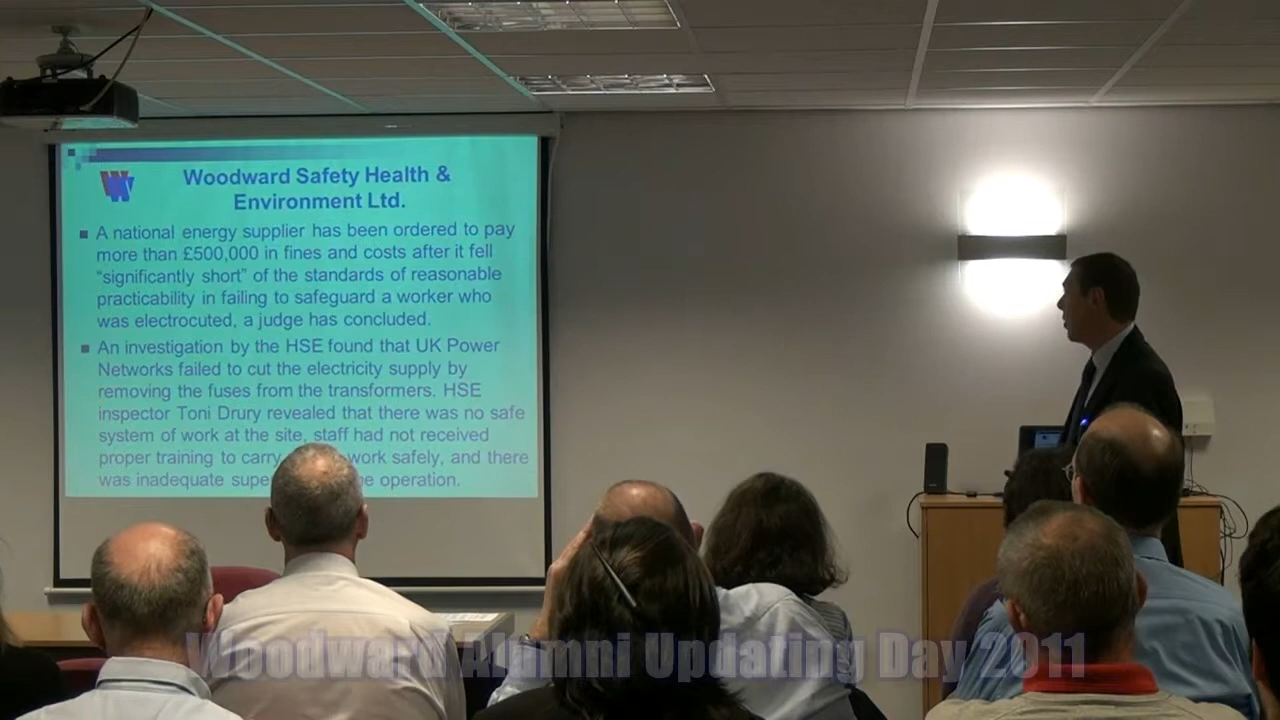 Woodward Safety Health &
Environment Ltd.
A national energy supplier has been ordered to pay
more than £500,000 in fines and costs after it fell
“significantly short” of the standards of reasonable
practicability in failing to safeguard a worker who
was electrocuted, a judge has concluded.
An investigation by the HSE found that UK Power
Networks failed to cut the electricity supply by
removing the fuses from the transformers. HSE
inspector Toni Drury revealed that there was no safe
system of work at the site, staff had not received
proper training to carry work safely, and there
was inadequate operation.
Woodward Alumni Updating Day 2011